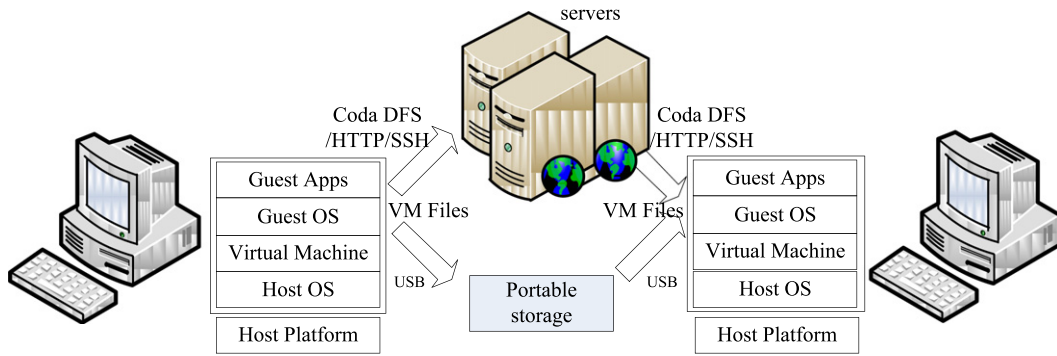 servers
Coda DFS
/HTTP/SSH
Coda DFS
/HTTP/SSH
Guest Apps
Guest OS
Virtual Machine
Host OS
Host Platform
VM Files
USB
Portable
storage
VM Files
USB
Guest Apps
Guest OS
Virtual Machine
Host OS
Host Platform